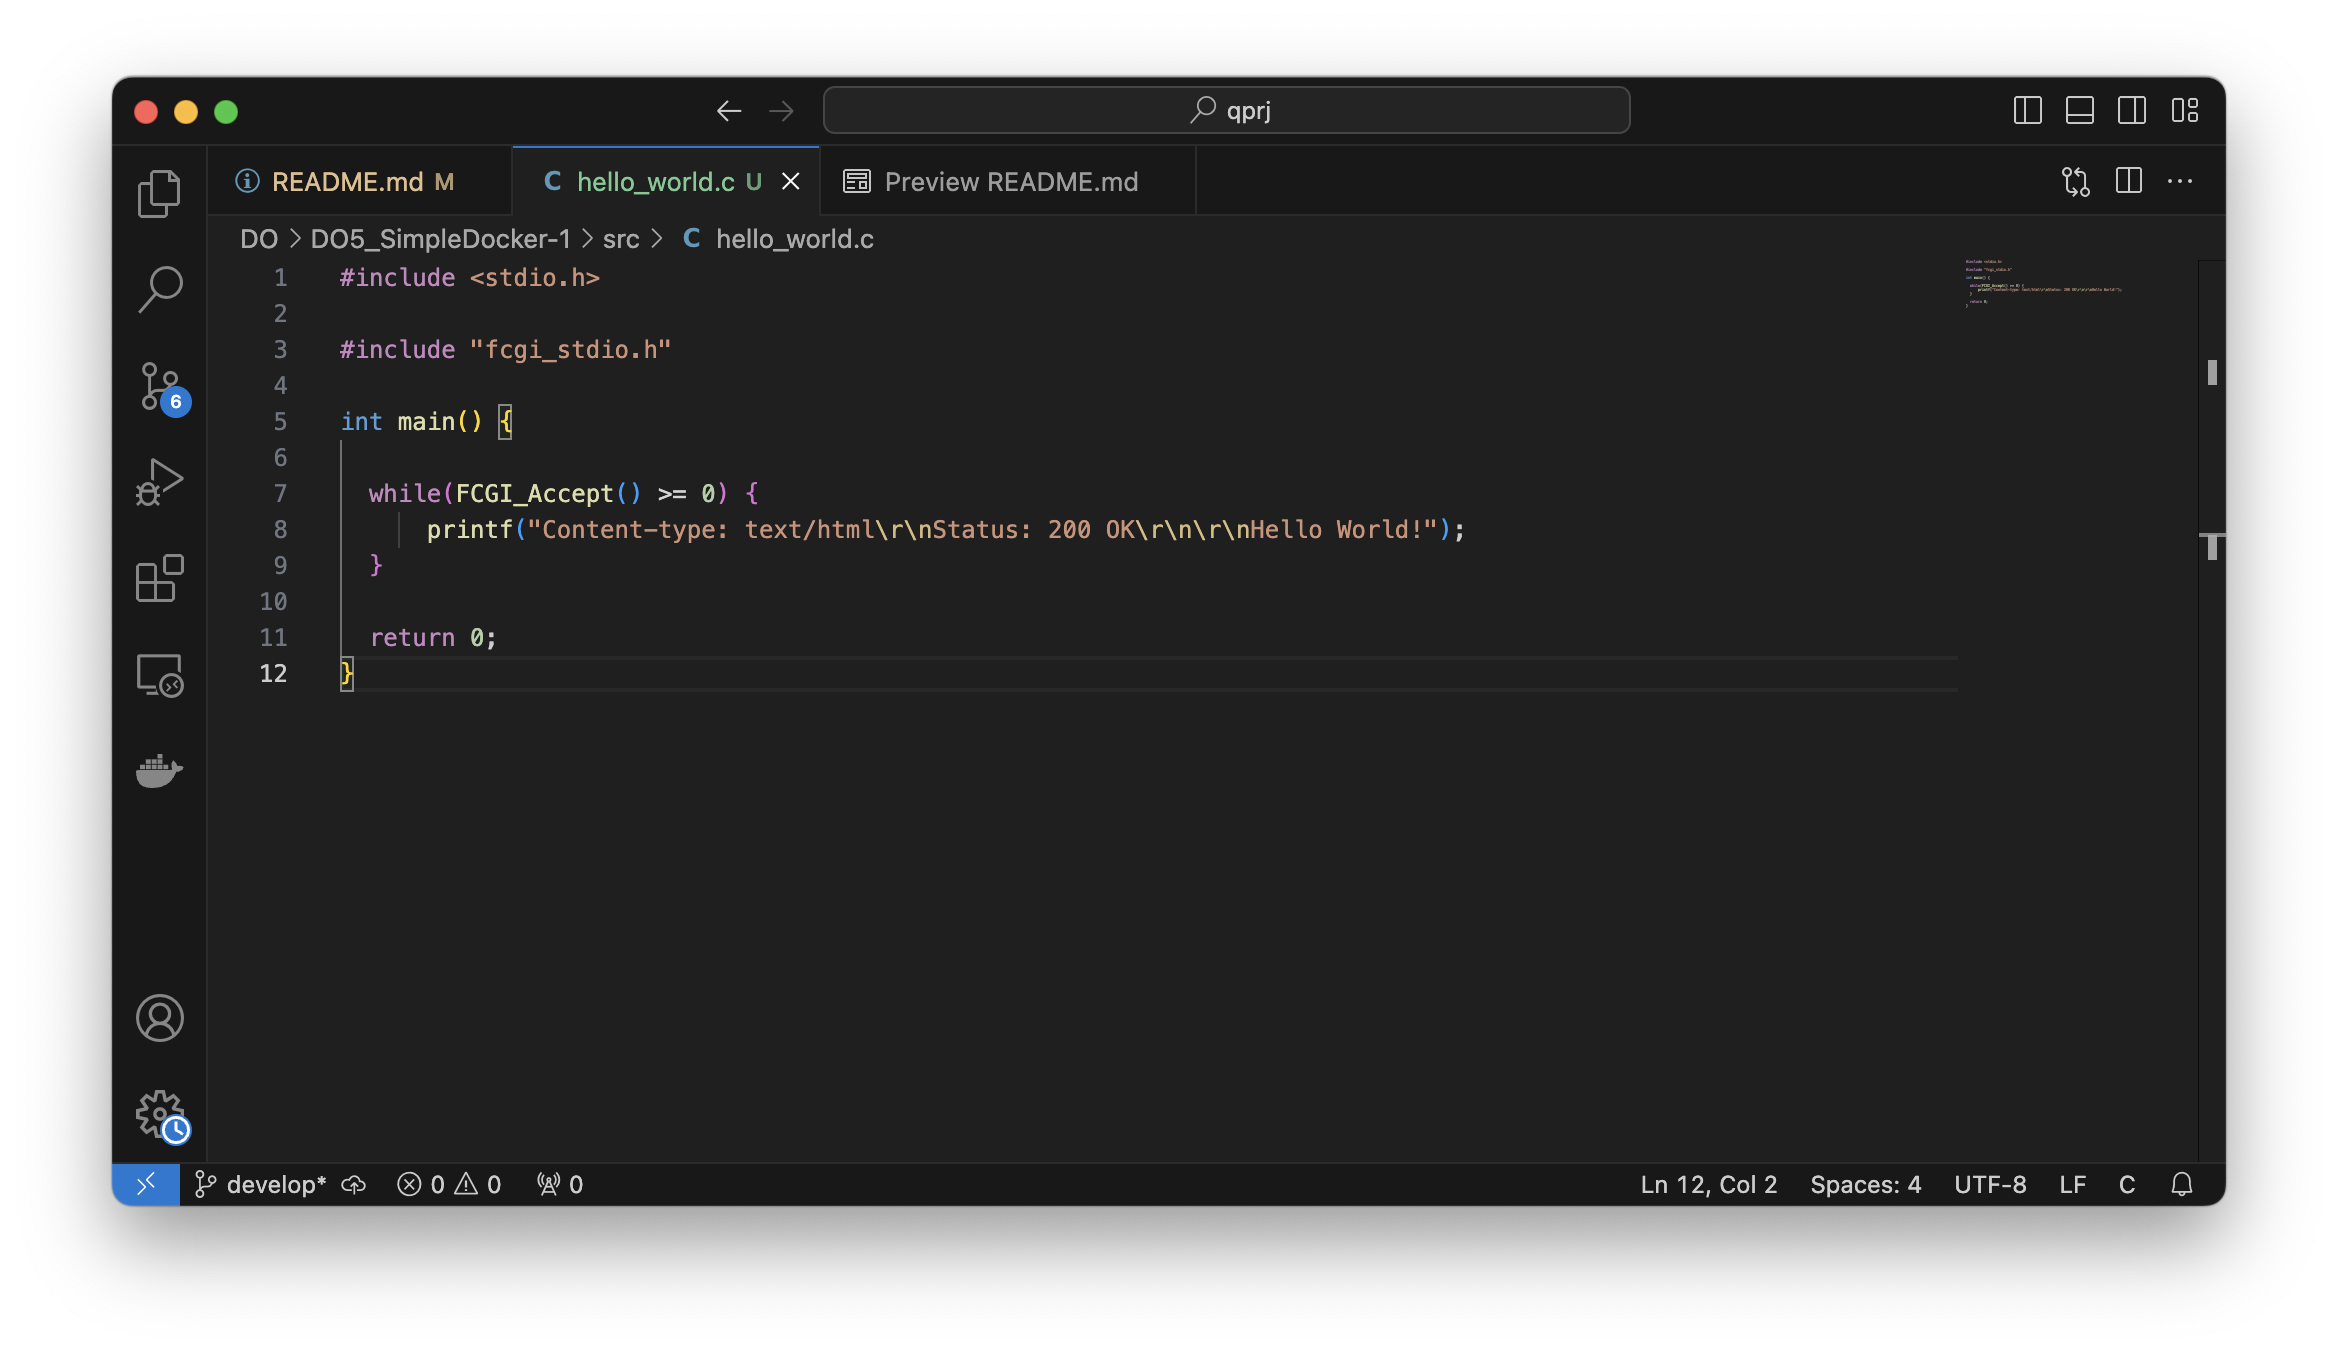 qprj
README.md M
C hello_world.c U
Preview README.md
DO > DO5_SimpleDocker-1 > src > C hello_world.c
1 #include <stdio.h>
2
3 #include "fcgi_stdio.h"
4
5 int main() {
6
7   while(FCGI_Accept() >= 0) {
8       printf("Content-type: text/html\r\nStatus: 200 OK\r\n\r\nHello World!");
9   }
10
11   return 0;
12 }
6
develop* 0 0 0 Ln 12, Col 2 Spaces: 4 UTF-8 LF C